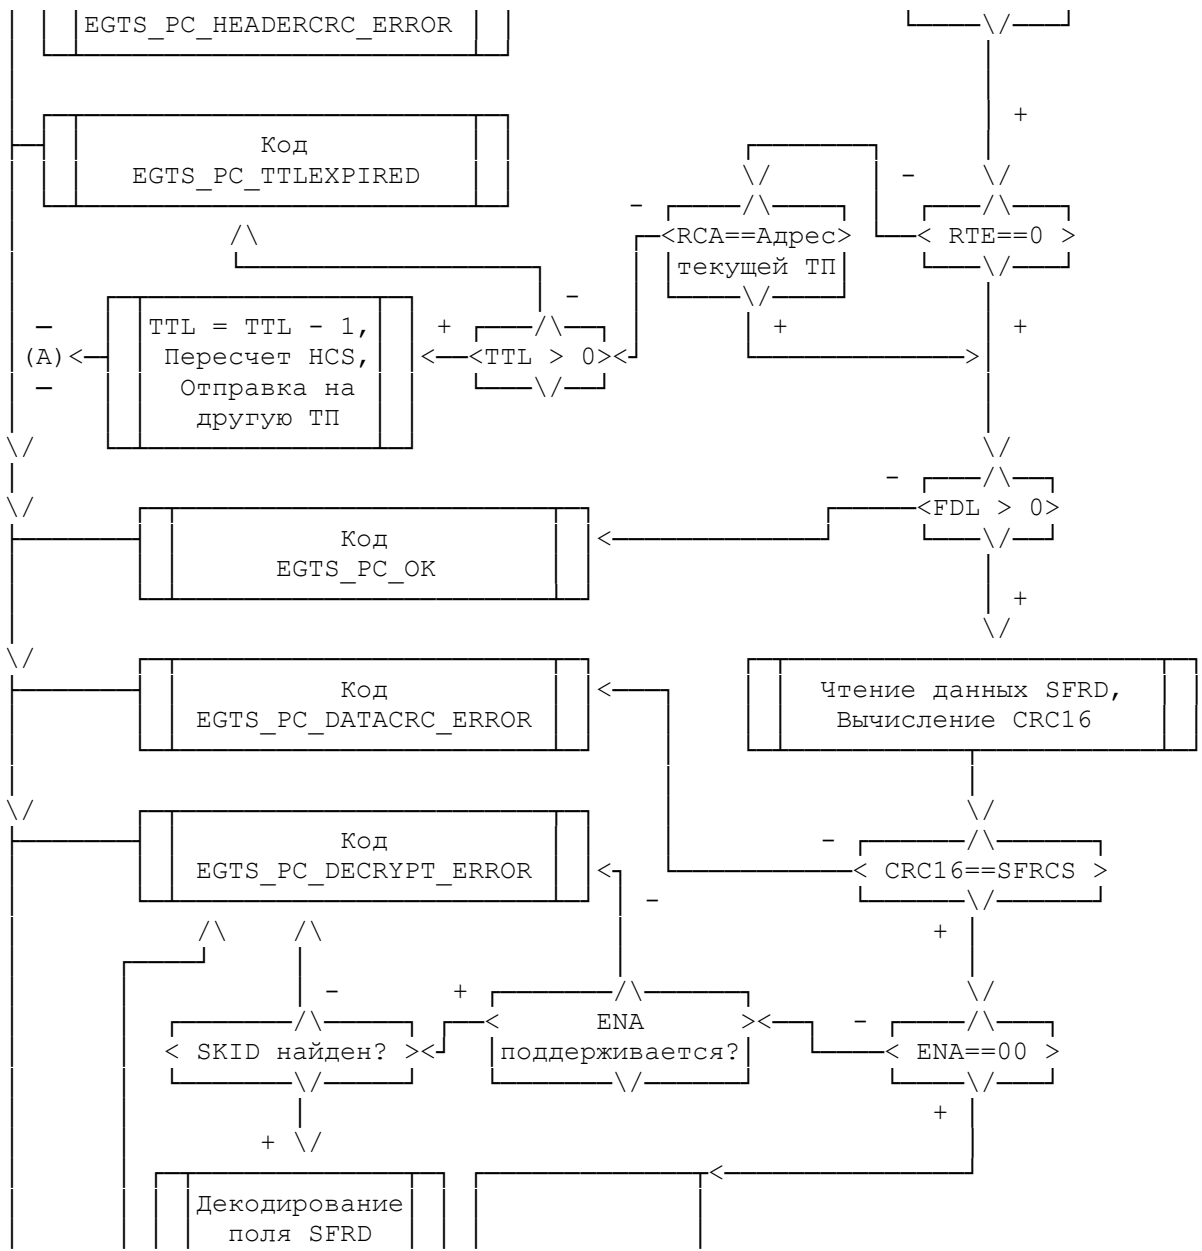 EGTS_PC_HEADERCRC_ERROR
+
Код
EGTS_PC_TTLEXPIRED
-
-
<RCA==Адрес>
текущей ТП
< RTE==0 >
-
+
+
+
TTL = TTL - 1,
Пересчет HCS,
Отправка на
другую ТП
(A)
<TTL > 0>
-
<FDL > 0>
Код
EGTS_PC_OK
+
Код
EGTS_PC_DATACRC_ERROR
Чтение данных SFRD,
Вычисление CRC16
Код
EGTS_PC_DECRYPT_ERROR
-
< CRC16==SFRCS >
-
+
-
+
< SKID найден? >
< ENA >
поддерживается?
-
< ENA==00 >
+
+
Декодирование
поля SFRD